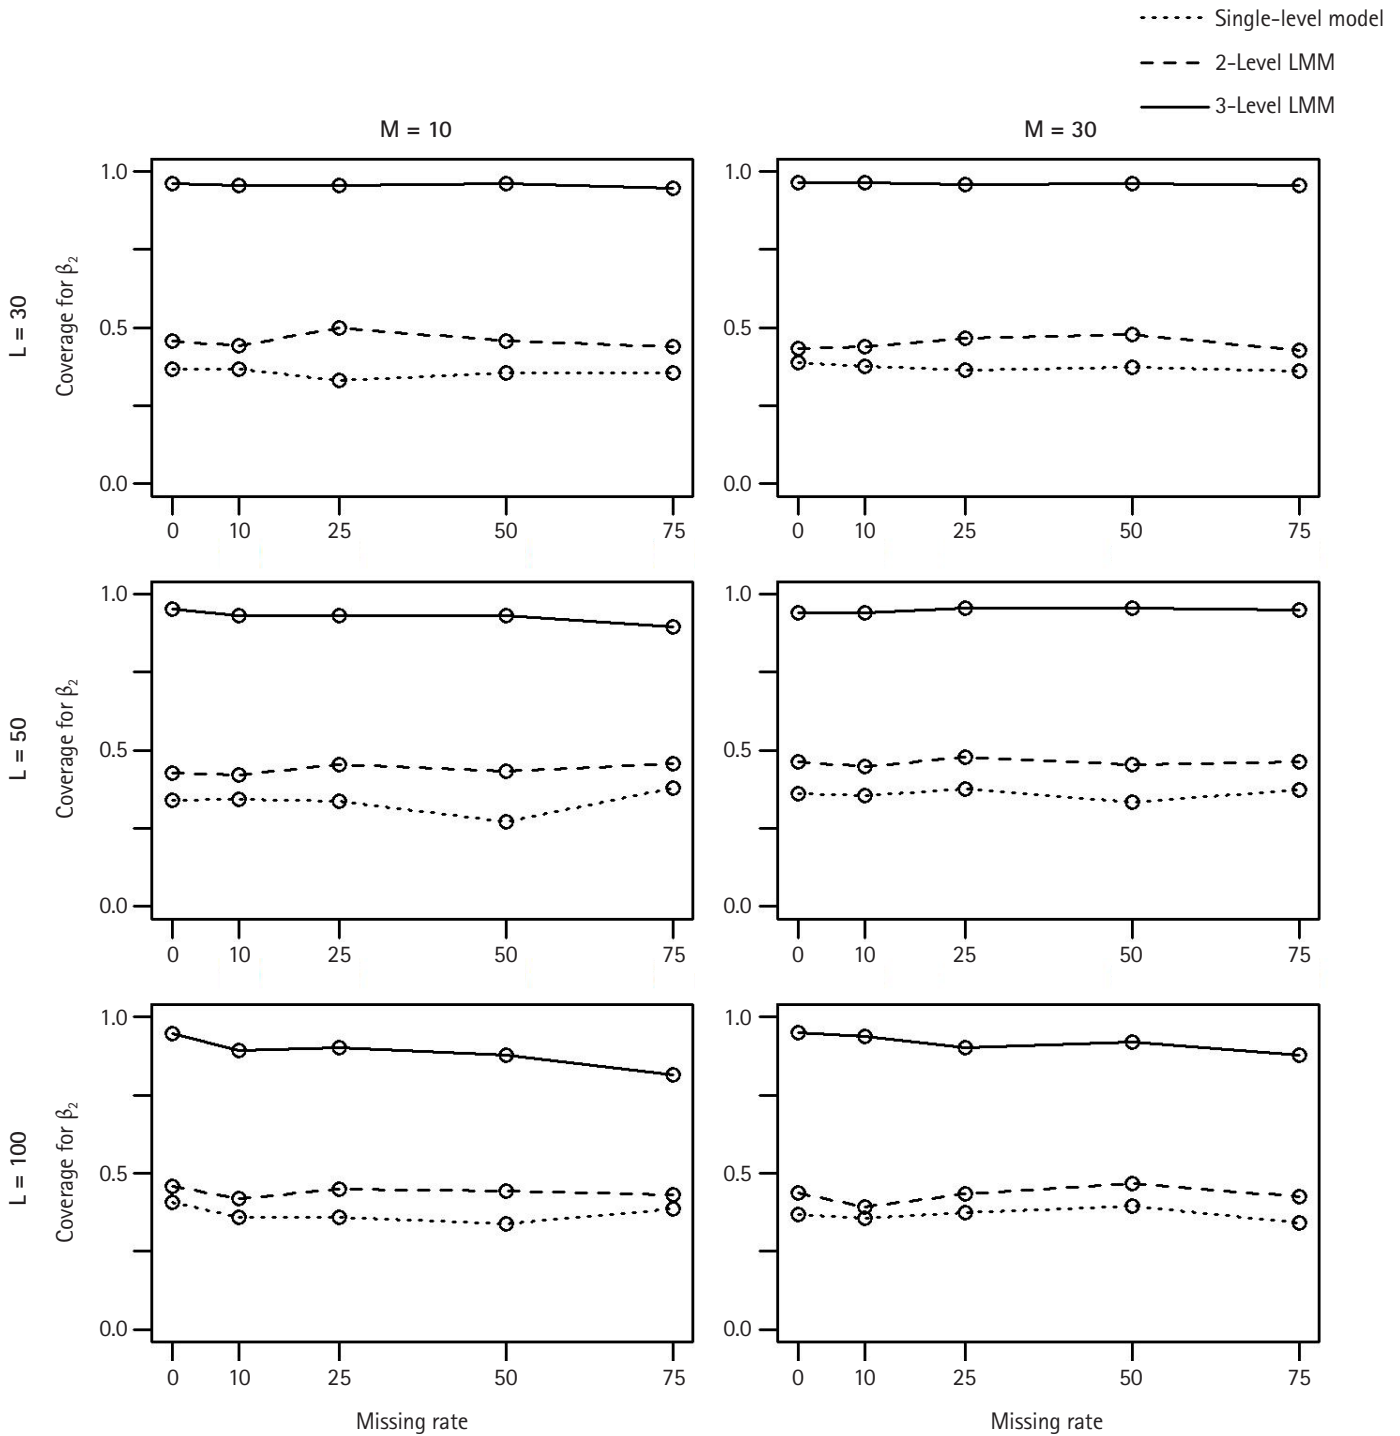 Single-level model
2-Level LMM
3-Level LMM
M = 10
M = 30
L = 30
Coverage for β₂
1.0
0.5
0.0
0 10 25 50 75
1.0
0.5
0.0
0 10 25 50 75
L = 50
Coverage for β₂
1.0
0.5
0.0
0 10 25 50 75
1.0
0.5
0.0
0 10 25 50 75
L = 100
Coverage for β₂
1.0
0.5
0.0
0 10 25 50 75
Missing rate
1.0
0.5
0.0
0 10 25 50 75
Missing rate